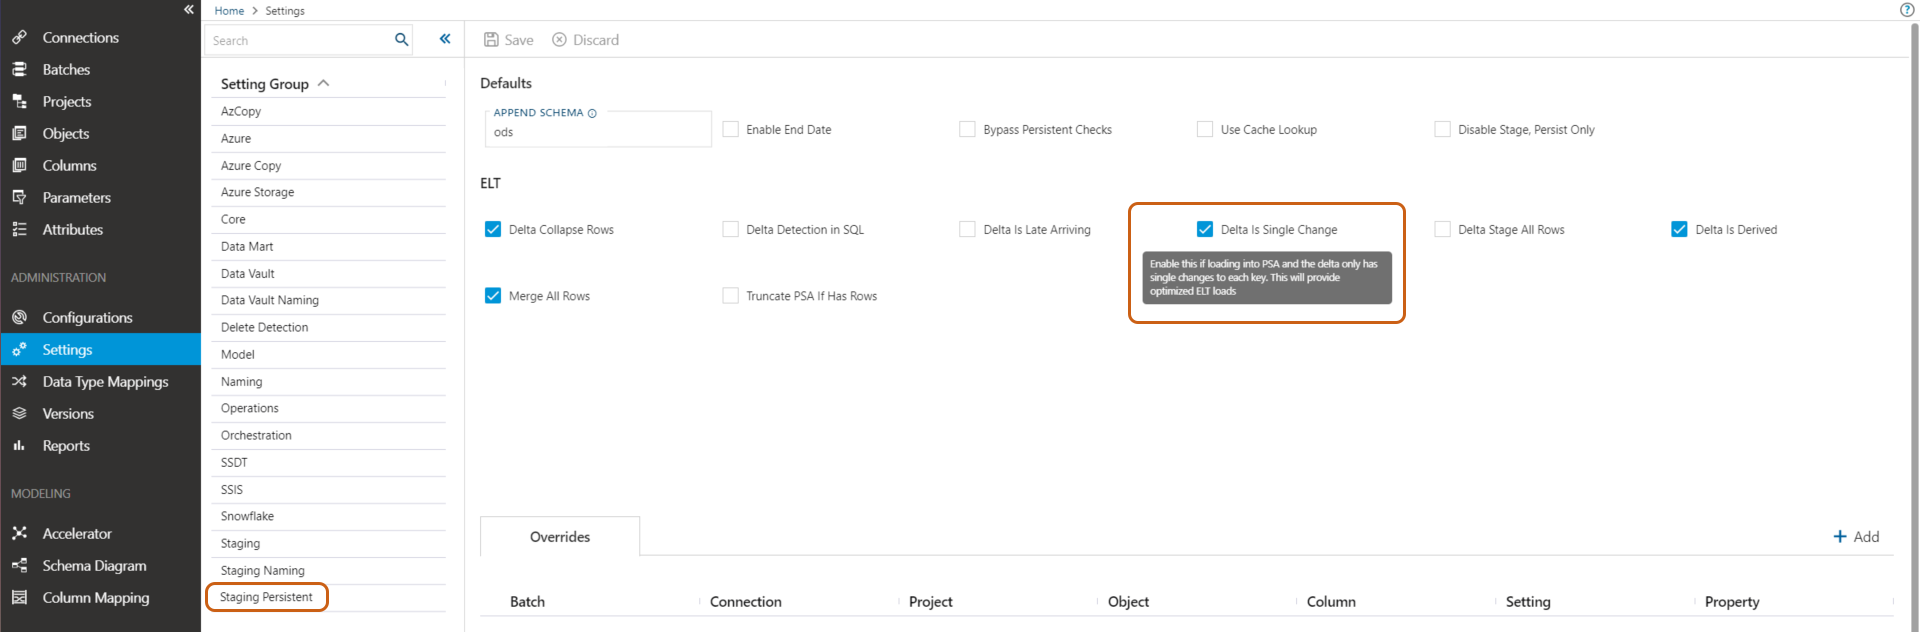 Home > Settings
Connections
Batches
Projects
Objects
Columns
Parameters
Attributes
ADMINISTRATION
Configurations
Settings
Data Type Mappings
Versions
Reports
MODELING
Accelerator
Schema Diagram
Column Mapping
Search
Setting Group
AzCopy
Azure
Azure Copy
Azure Storage
Core
Data Mart
Data Vault
Data Vault Naming
Delete Detection
Model
Naming
Operations
Orchestration
SSDT
SSIS
Snowflake
Staging
Staging Naming
Staging Persistent
Save Discard
Defaults
APPEND SCHEMA
ods
Enable End Date
Bypass Persistent Checks
Use Cache Lookup
Disable Stage, Persist Only
ELT
Delta Collapse Rows
Delta Detection in SQL
Delta Is Late Arriving
Delta Is Single Change
Delta Stage All Rows
Delta Is Derived
Enable this if loading into PSA and the delta only has
single changes to each key. This will provide
optimized ELT loads
Merge All Rows
Truncate PSA If Has Rows
Overrides
+ Add
Batch Connection Project Object Column Setting Property